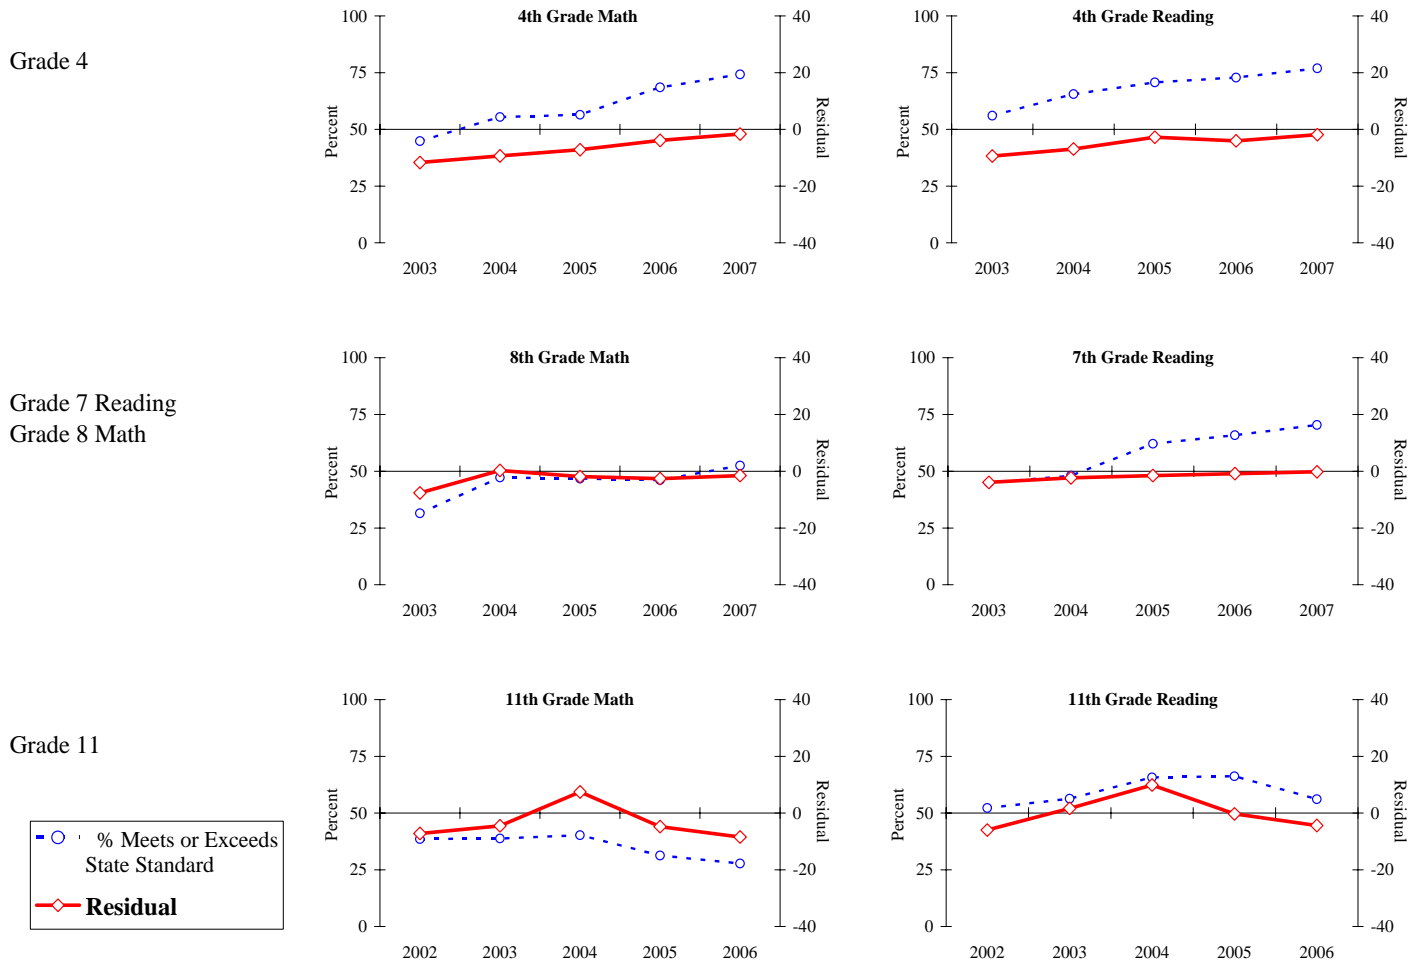 Grade 4
4th Grade Math
100
75
50
25
0
Percent
40
20
0
-20
-40
Residual
2003 2004 2005 2006 2007
4th Grade Reading
100
75
50
25
0
Percent
40
20
0
-20
-40
Residual
2003 2004 2005 2006 2007
Grade 7 Reading
Grade 8 Math
8th Grade Math
100
75
50
25
0
Percent
40
20
0
-20
-40
Residual
2003 2004 2005 2006 2007
7th Grade Reading
100
75
50
25
0
Percent
40
20
0
-20
-40
Residual
2003 2004 2005 2006 2007
Grade 11
11th Grade Math
100
75
50
25
0
Percent
40
20
0
-20
-40
Residual
2002 2003 2004 2005 2006
11th Grade Reading
100
75
50
25
0
Percent
40
20
0
-20
-40
Residual
2002 2003 2004 2005 2006
% Meets or Exceeds
State Standard
Residual